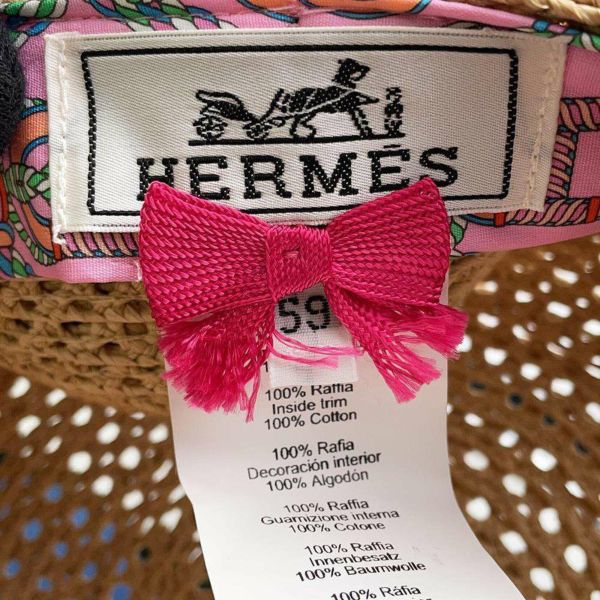 HERMÈS
59
100% Raffia
Inside trim
100% Cotton
100% Rafia
Decoración interior
100% Algodón
100% Raffia
Guarnizione interna
100% Cotone
100% Raffia
Innenbesatz
100% Baumwolle
100% Ráfia